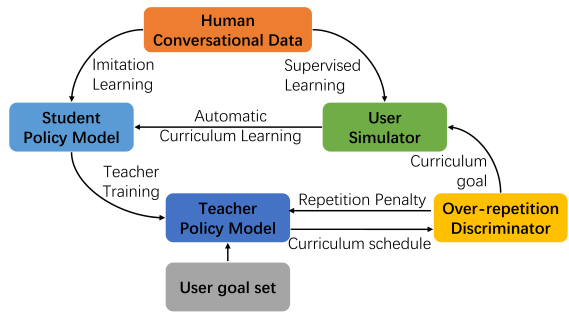 Human
Conversational Data
Imitation
Learning
Supervised
Learning
Student
Policy Model
Automatic
Curriculum Learning
User
Simulator
Curriculum
goal
Teacher
Training
Teacher
Policy Model
Repetition Penalty
Curriculum schedule
Over-repetition
Discriminator
User goal set